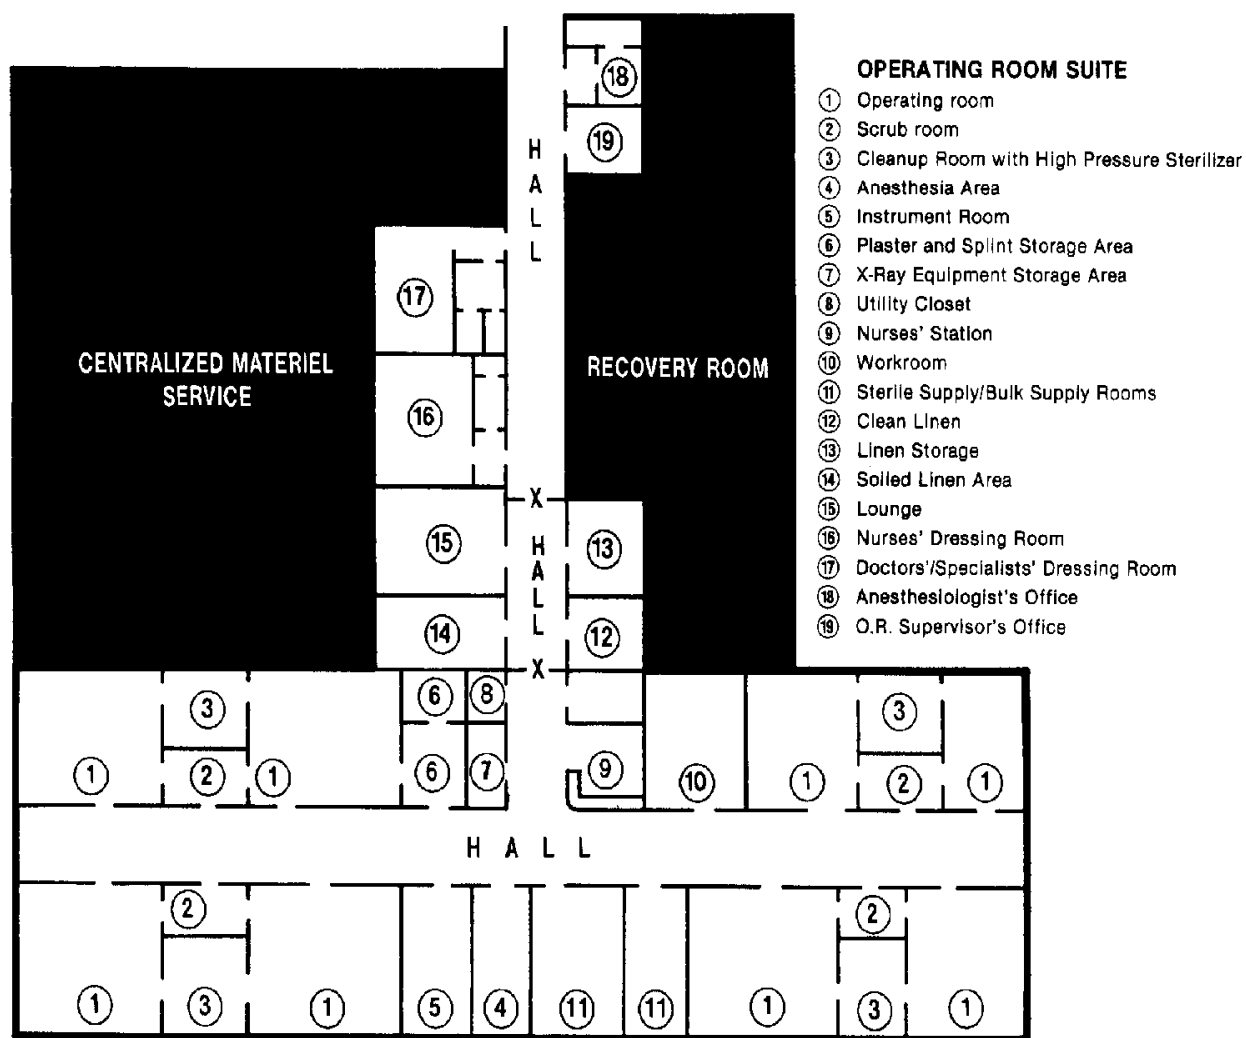 OPERATING ROOM SUITE
1 Operating room
2 Scrub room
3 Cleanup Room with High Pressure Sterilizer
4 Anesthesia Area
5 Instrument Room
6 Plaster and Splint Storage Area
7 X-Ray Equipment Storage Area
8 Utility Closet
9 Nurses' Station
10 Workroom
11 Sterile Supply/Bulk Supply Rooms
12 Clean Linen
13 Linen Storage
14 Soiled Linen Area
15 Lounge
16 Nurses' Dressing Room
17 Doctors'/Specialists' Dressing Room
18 Anesthesiologist's Office
19 O.R. Supervisor's Office
18
19
HALL
17
CENTRALIZED MATERIEL
SERVICE
RECOVERY ROOM
16
X
15
HALL
13
14
12
X
3
6
8
3
1
2
1
6
7
9
10
1
2
1
HALL
2
2
1
3
1
5
4
11
11
1
3
1